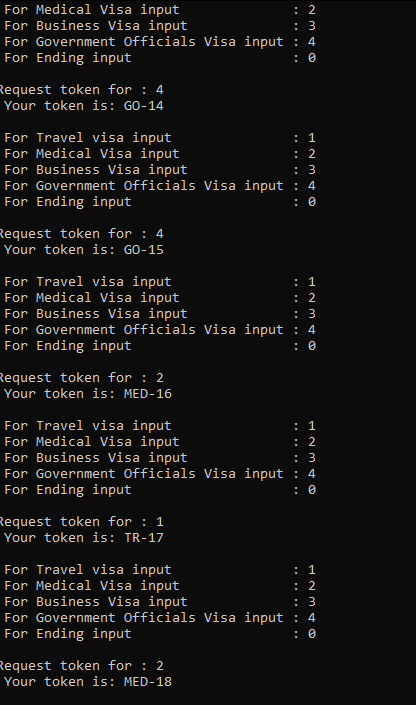 For Medical Visa input : 2
For Business Visa input : 3
For Government Officials Visa input : 4
For Ending input : 0
Request token for : 4
Your token is: GO-14
For Travel visa input : 1
For Medical Visa input : 2
For Business Visa input : 3
For Government Officials Visa input : 4
For Ending input : 0
Request token for : 4
Your token is: GO-15
For Travel visa input : 1
For Medical Visa input : 2
For Business Visa input : 3
For Government Officials Visa input : 4
For Ending input : 0
Request token for : 2
Your token is: MED-16
For Travel visa input : 1
For Medical Visa input : 2
For Business Visa input : 3
For Government Officials Visa input : 4
For Ending input : 0
Request token for : 1
Your token is: TR-17
For Travel visa input : 1
For Medical Visa input : 2
For Business Visa input : 3
For Government Officials Visa input : 4
For Ending input : 0
Request token for : 2
Your token is: MED-18